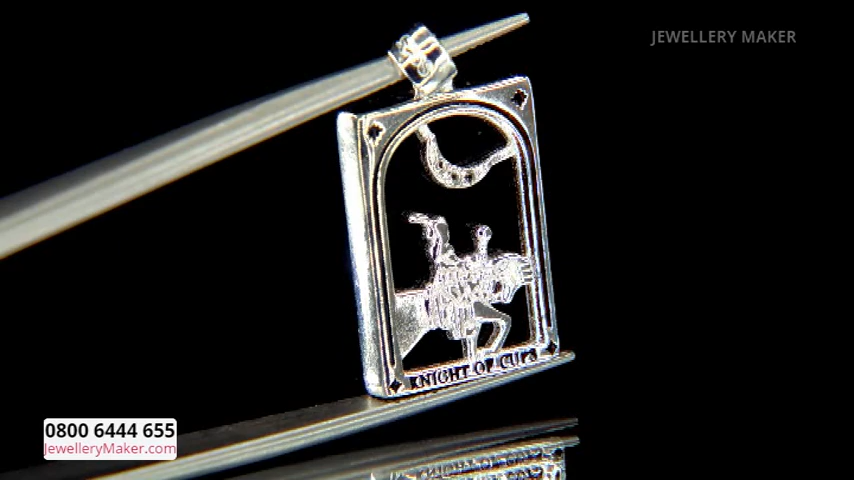 JEWELLERY MAKER
KNIGHT OF CUPS
0800 6444 655
JewelleryMaker.com